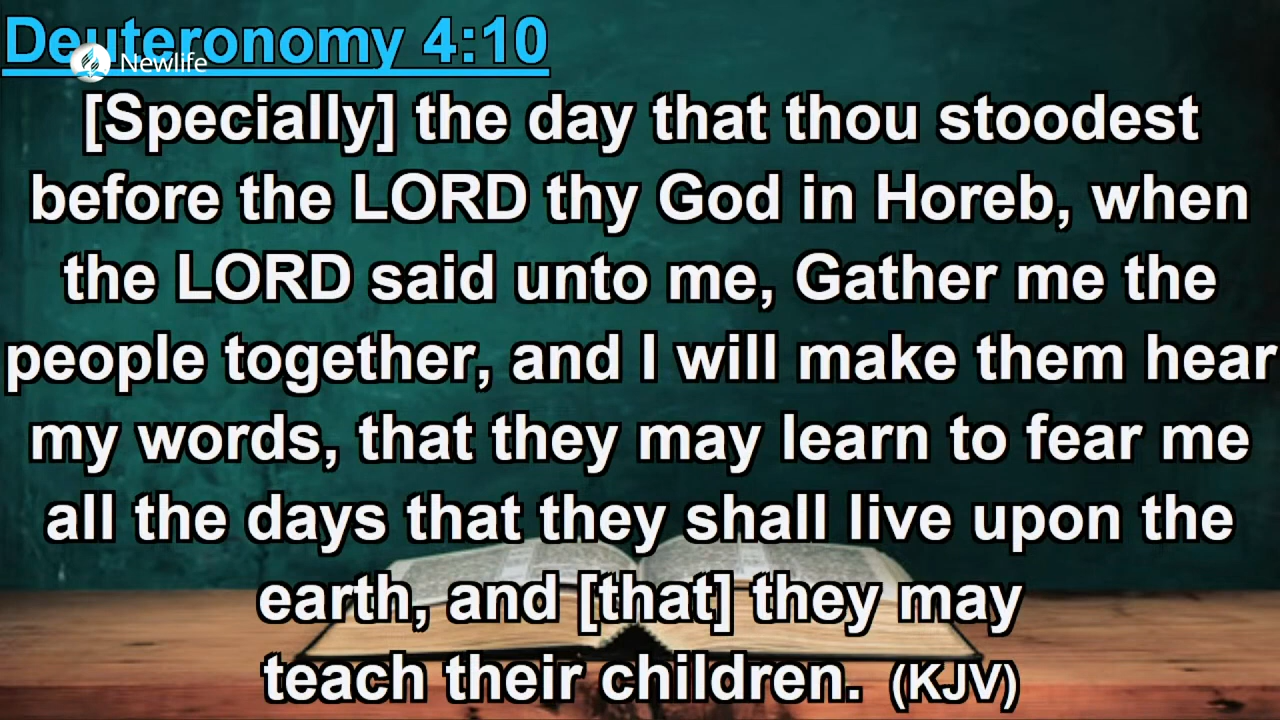 Deuteronomy 4:10
Newlife
[Specially] the day that thou stoodest
before the LORD thy God in Horeb, when
the LORD said unto me, Gather me the
people together, and I will make them hear
my words, that they may learn to fear me
all the days that they shall live upon the
earth, and [that] they may
teach their children. (KJV)